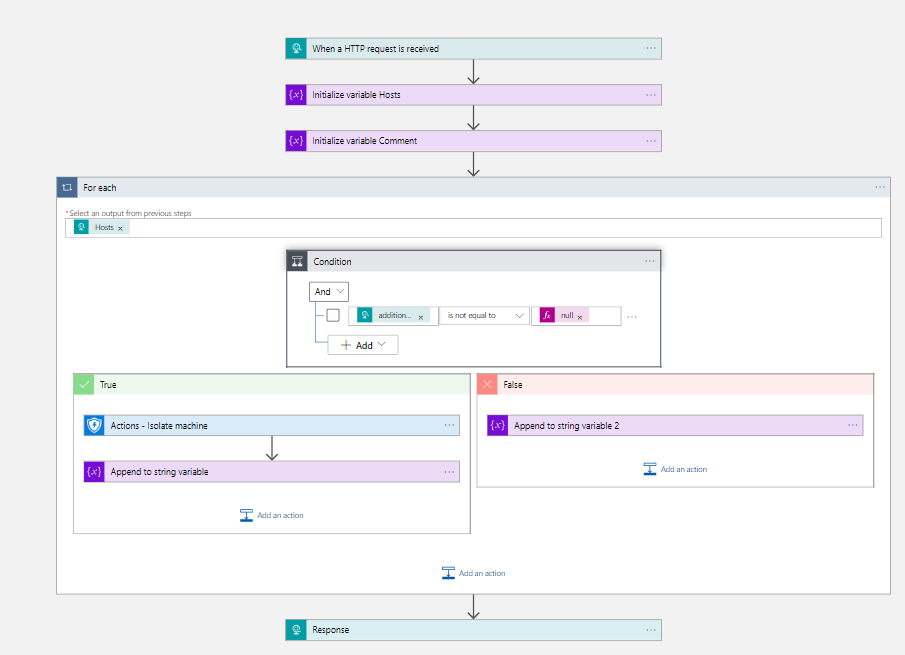 When a HTTP request is received
{x} Initialize variable Hosts
{x} Initialize variable Comment
For each
*Select an output from previous steps
Hosts ×
Condition
And
addition... × is not equal to fx null ×
+ Add
True
False
Actions - Isolate machine
{x} Append to string variable 2
{x} Append to string variable
Add an action
Add an action
Add an action
Response